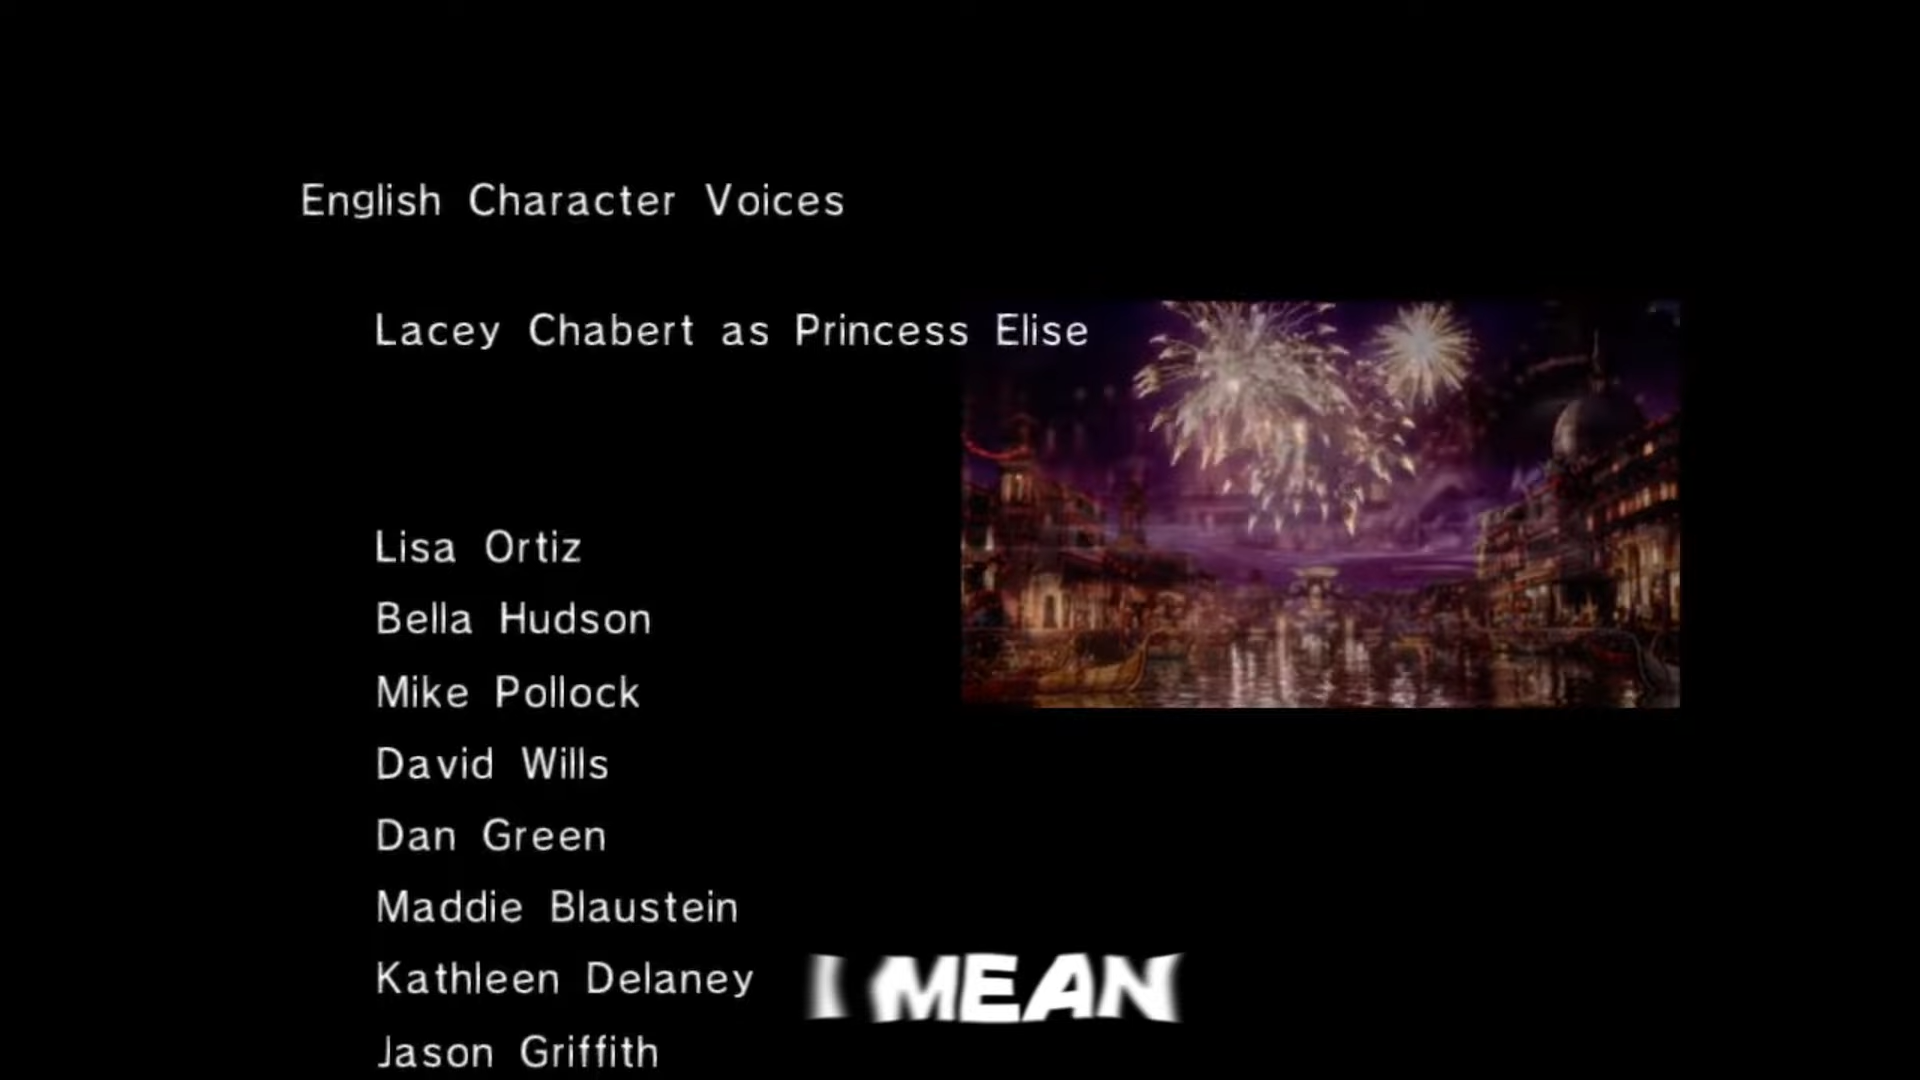 English Character Voices
Lacey Chabert as Princess Elise
Lisa Ortiz
Bella Hudson
Mike Pollock
David Wills
Dan Green
Maddie Blaustein
Kathleen Delaney
Jason Griffith
I MEAN